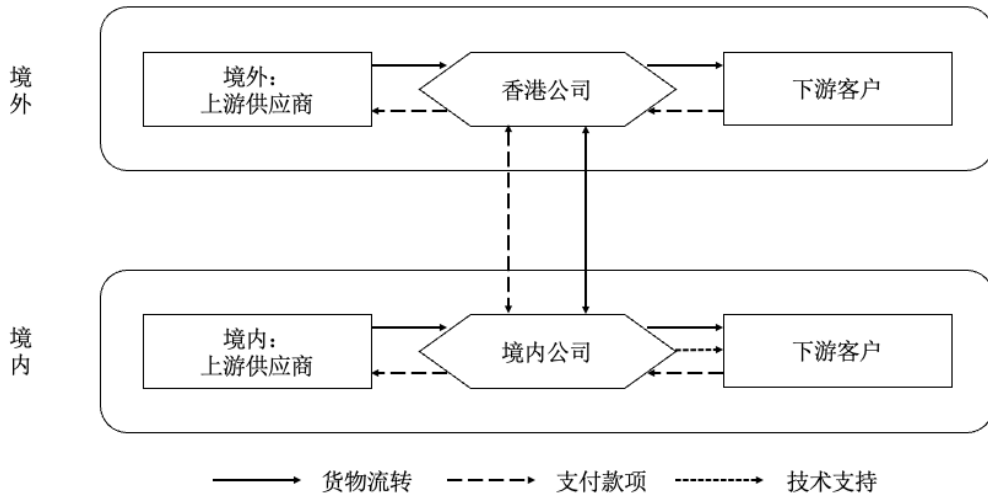 境外
境外：
上游供应商
香港公司
下游客户
境内
境内：
上游供应商
境内公司
下游客户
货物流转
支付款项
技术支持